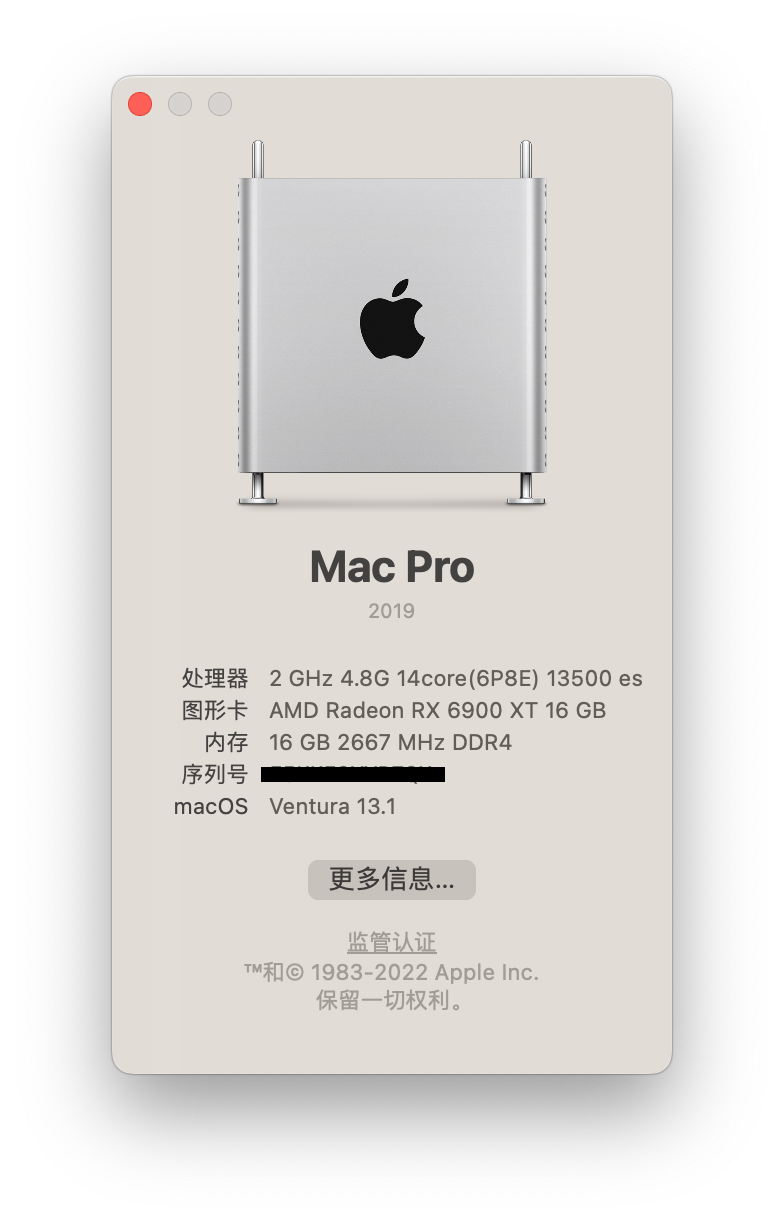 Mac Pro
2019
处理器 2 GHz 4.8G 14core(6P8E) 13500 es
图形卡 AMD Radeon RX 6900 XT 16 GB
内存 16 GB 2667 MHz DDR4
序列号
macOS Ventura 13.1
更多信息...
监管认证
™和© 1983-2022 Apple Inc.
保留一切权利。